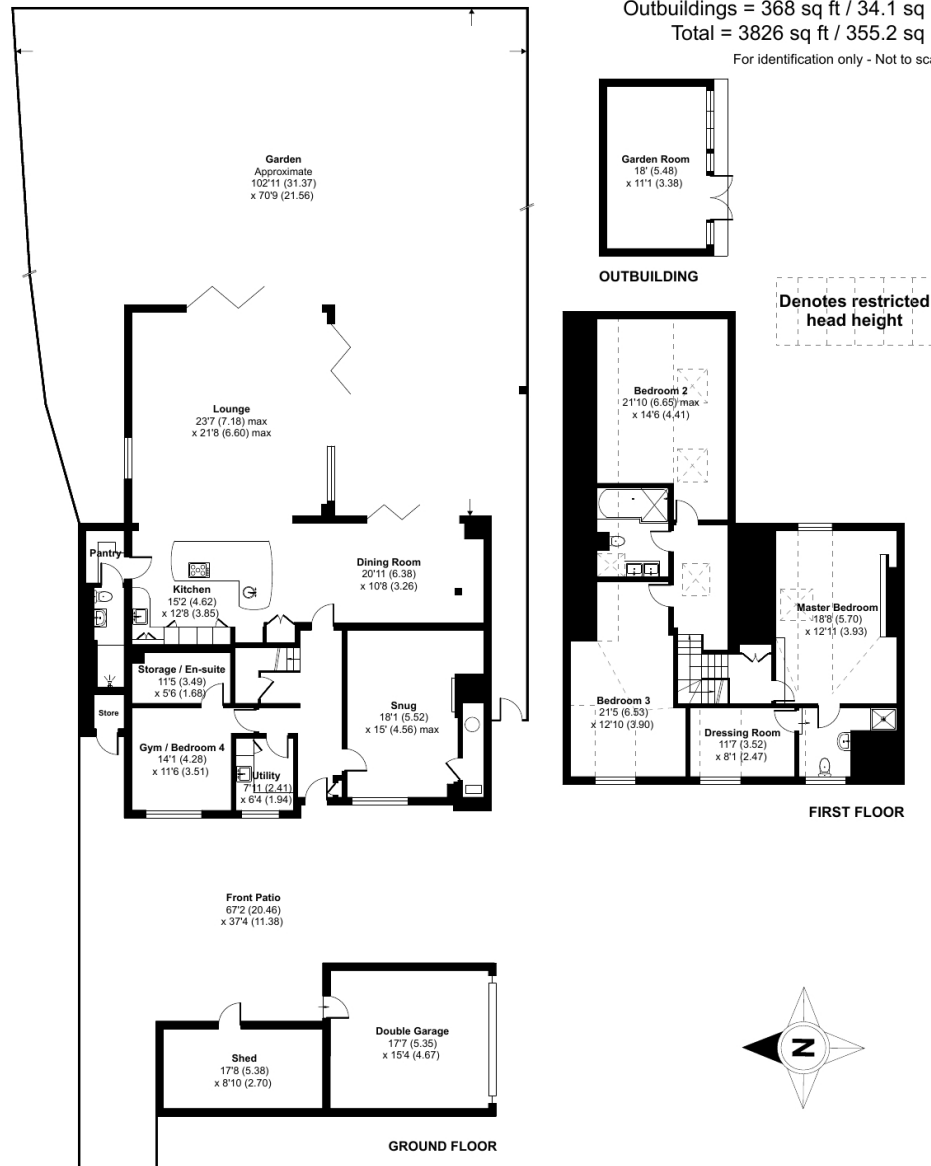 Outbuildings = 368 sq ft / 34.1 sq
Total = 3826 sq ft / 355.2 sq
For identification only - Not to sca
Garden
Approximate
102'11 (31.37)
x 70'9 (21.56)
Garden Room
18' (5.48)
x 11'1 (3.38)
OUTBUILDING
Denotes restricted
head height
Lounge
23'7 (7.18) max
x 21'8 (6.60) max
Bedroom 2
21'10 (6.65) max
x 14'6 (4.41)
Pantry
Kitchen
15'2 (4.62)
x 12'8 (3.85)
Dining Room
20'11 (6.38)
x 10'8 (3.26)
Master Bedroom
18'8 (5.70)
x 12'11 (3.93)
Storage / En-suite
11'5 (3.49)
x 5'6 (1.68)
Store
Snug
18'1 (5.52)
x 15' (4.56) max
Bedroom 3
21'5 (6.53)
x 12'10 (3.90)
Dressing Room
11'7 (3.52)
x 8'1 (2.47)
Gym / Bedroom 4
14'1 (4.28)
x 11'6 (3.51)
Utility
7'11 (2.41)
x 6'4 (1.94)
FIRST FLOOR
Front Patio
67'2 (20.46)
x 37'4 (11.38)
Double Garage
17'7 (5.35)
x 15'4 (4.67)
Shed
17'8 (5.38)
x 8'10 (2.70)
N
GROUND FLOOR